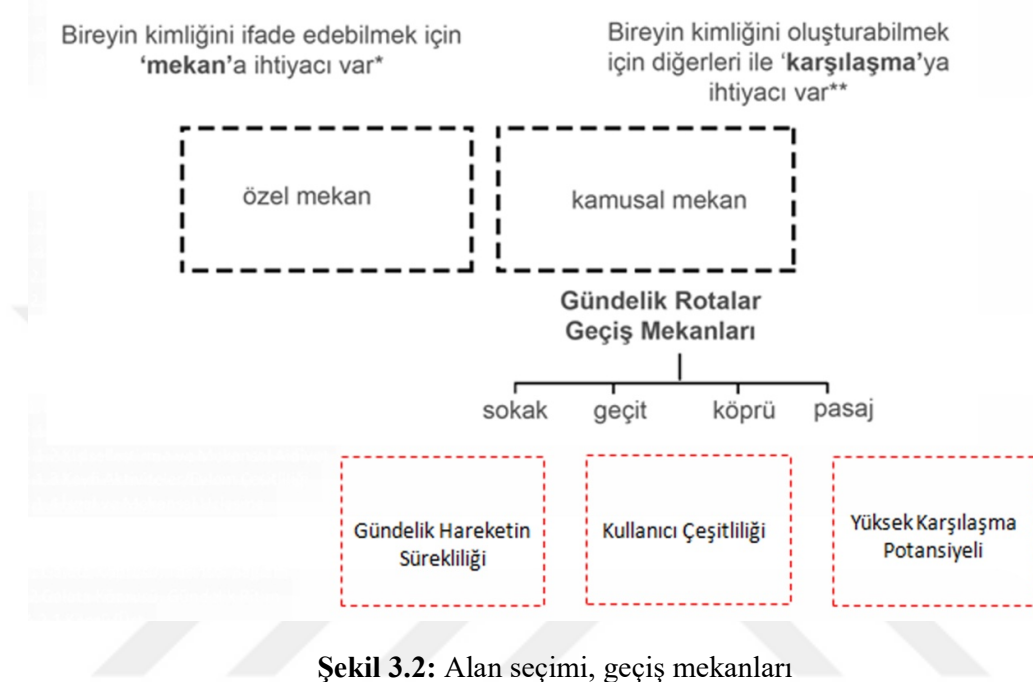 Bireyin kimliğini ifade edebilmek için
'mekan'a ihtiyacı var*
Bireyin kimliğini oluşturabilmek
için diğerleri ile 'karşılaşma'ya
ihtiyacı var**
özel mekan
kamusal mekan
Gündelik Rotalar
Geçiş Mekanları
sokak geçit köprü pasaj
Gündelik Hareketin
Sürekliliği
Kullanıcı Çeşitliliği
Yüksek Karşılaşma
Potansiyeli
Şekil 3.2: Alan seçimi, geçiş mekanları